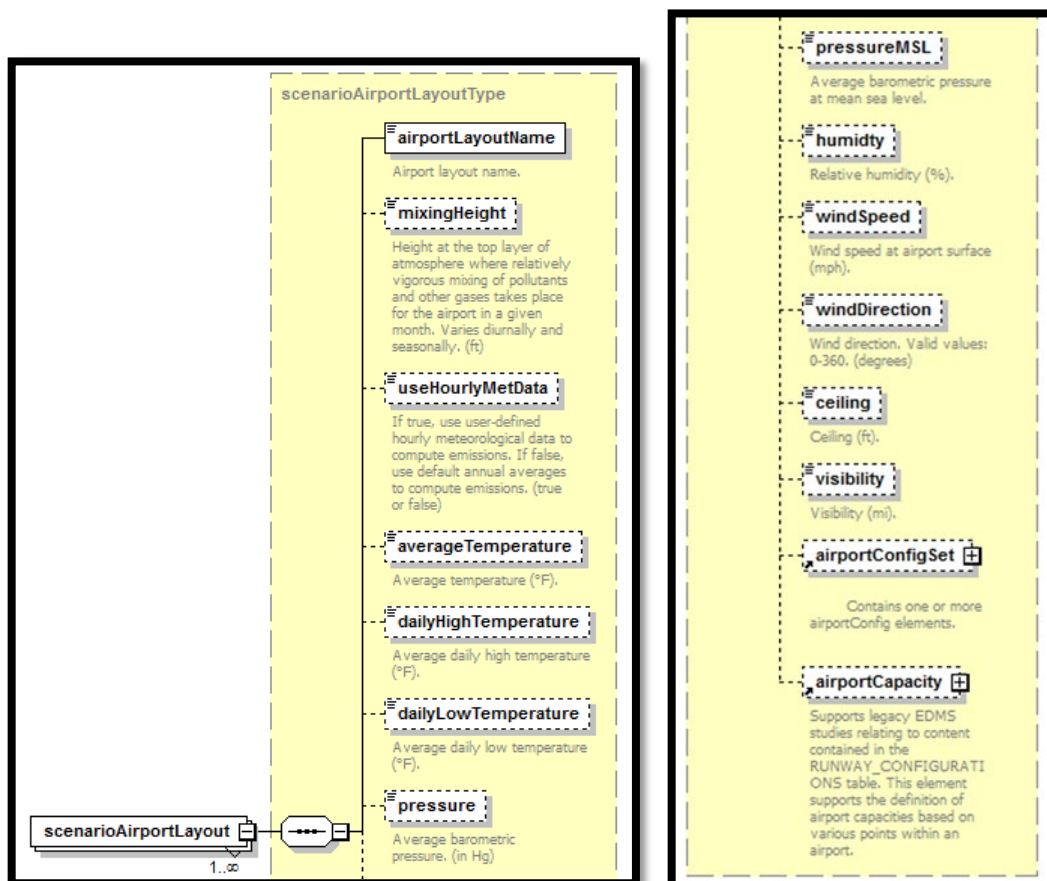 scenarioAirportLayoutType
airportLayoutName
Airport layout name.
mixingHeight
Height at the top layer of
atmosphere where relatively
vigorous mixing of pollutants
and other gases takes place
for the airport in a given
month. Varies diurnally and
seasonally. (ft)
useHourlyMetData
If true, use user-defined
hourly meteorological data to
compute emissions. If false,
use default annual averages
to compute emissions. (true
or false)
averageTemperature
Average temperature (°F).
dailyHighTemperature
Average daily high temperature
(°F).
dailyLowTemperature
Average daily low temperature
(°F).
pressure
Average barometric
pressure. (in Hg)
scenarioAirportLayout
1..∞
pressureMSL
Average barometric pressure
at mean sea level.
humidty
Relative humidity (%).
windSpeed
Wind speed at airport surface
(mph).
windDirection
Wind direction. Valid values:
0-360. (degrees)
ceiling
Ceiling (ft).
visibility
Visibility (mi).
airportConfigSet
Contains one or more
airportConfig elements.
airportCapacity
Supports legacy EDMS
studies relating to content
contained in the
RUNWAY_CONFIGURATI
ONS table. This element
supports the definition of
airport capacities based on
various points within an
airport.